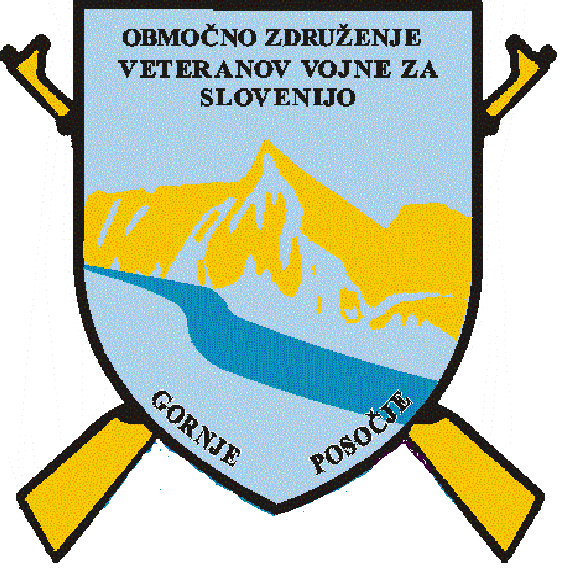 OBMOČNO ZDRUŽENJE
VETERANOV VOJNE ZA
SLOVENIJO
GORNJE POSOČJE